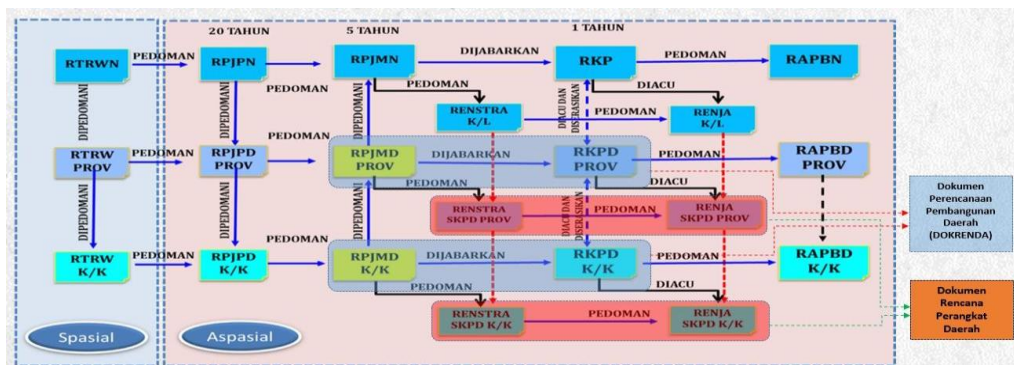 20 TAHUN
5 TAHUN
1 TAHUN
RTRWN
PEDOMAN
RPJPN
PEDOMAN
RPJMN
DIJABARKAN
RKP
PEDOMAN
RAPBN
DIPEDOMANI
DIPEDOMANI
DIPEDOMANI
PEDOMAN
RENSTRA
K/L
PEDOMAN
DIACU DAN
DISERASIKAN
DIACU
RENJA
K/L
RTRW
PROV
PEDOMAN
RPJPD
PROV
PEDOMAN
RPJMD
PROV
DIJABARKAN
RKPD
PROV
PEDOMAN
RAPBD
PROV
DIPEDOMANI
DIPEDOMANI
DIPEDOMANI
PEDOMAN
RENSTRA
SKPD PROV
PEDOMAN
DIACU DAN
DISERASIKAN
DIACU
RENJA
SKPD PROV
RTRW
K/K
PEDOMAN
RPJPD
K/K
PEDOMAN
RPJMD
K/K
DIJABARKAN
RKPD
K/K
PEDOMAN
RAPBD
K/K
PEDOMAN
RENSTRA
SKPD K/K
PEDOMAN
DIACU
RENJA
SKPD K/K
Spasial
Aspasial
Dokumen
Perencanaan
Pembangunan
Daerah
(DOKRENDA)
Dokumen
Rencana
Perangkat
Daerah